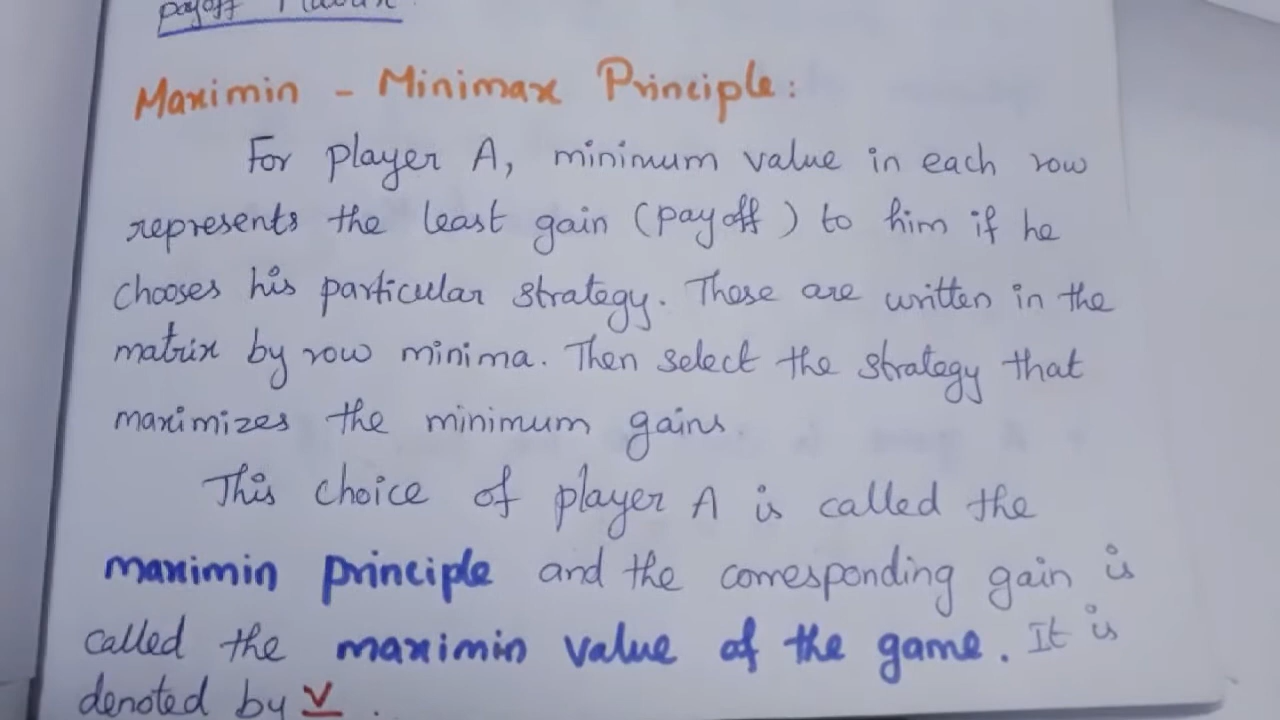 payoff Matrix.
Maximin - Minimax Principle:
For player A, minimum value in each row
represents the least gain (payoff) to him if he
chooses his particular strategy. These are written in the
matrix by row minima. Then select the strategy that
maximizes the minimum gains.
This choice of player A is called the
maximin principle and the corresponding gain is
called the maximin value of the game. It is
denoted by V.